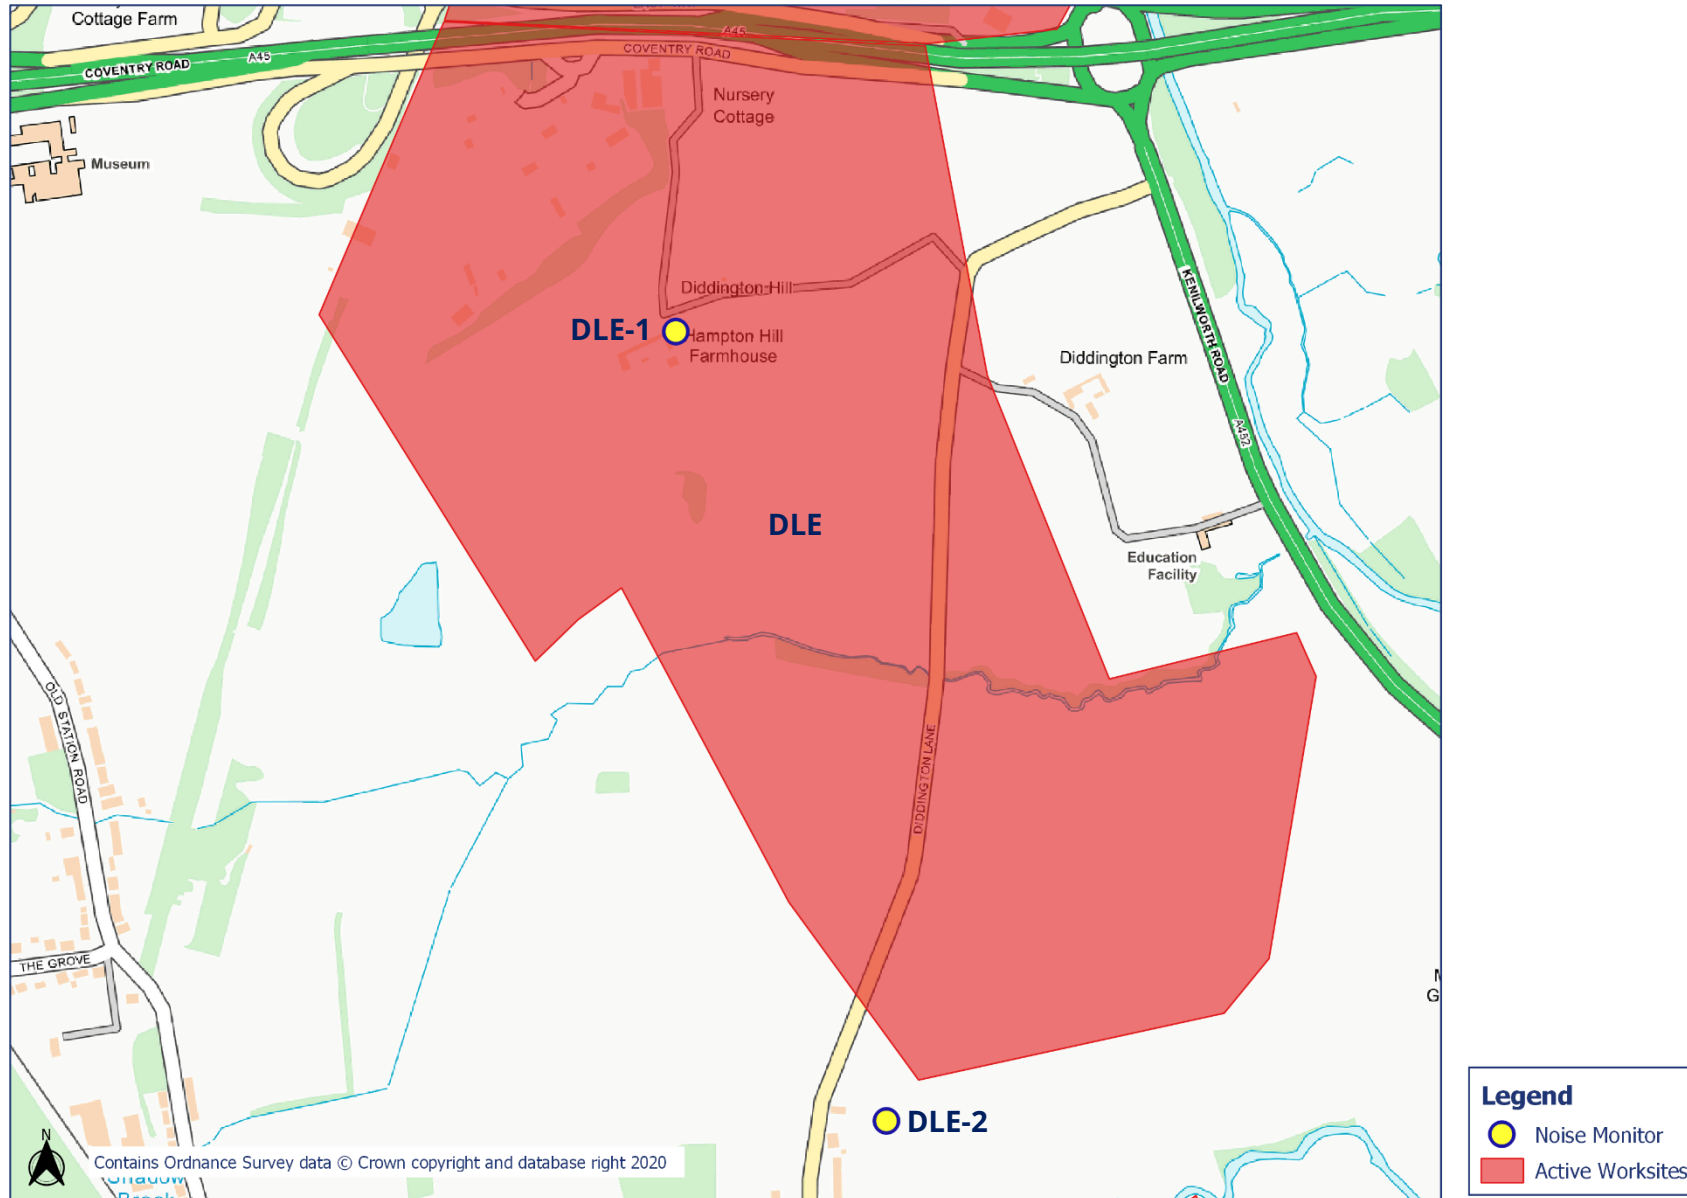 Cottage Farm
A45
COVENTRY ROAD
A45
COVENTRY ROAD
Nursery
Cottage
Museum
KENILWORTH ROAD
A452
Diddington Hill
DLE-1
Hampton Hill
Farmhouse
Diddington Farm
DLE
Education
Facility
OLD STATION ROAD
DIDDINGTON LANE
THE GROVE
G
DLE-2
N
Contains Ordnance Survey data © Crown copyright and database right 2020
Shadow
Brook
Legend
Noise Monitor
Active Worksites